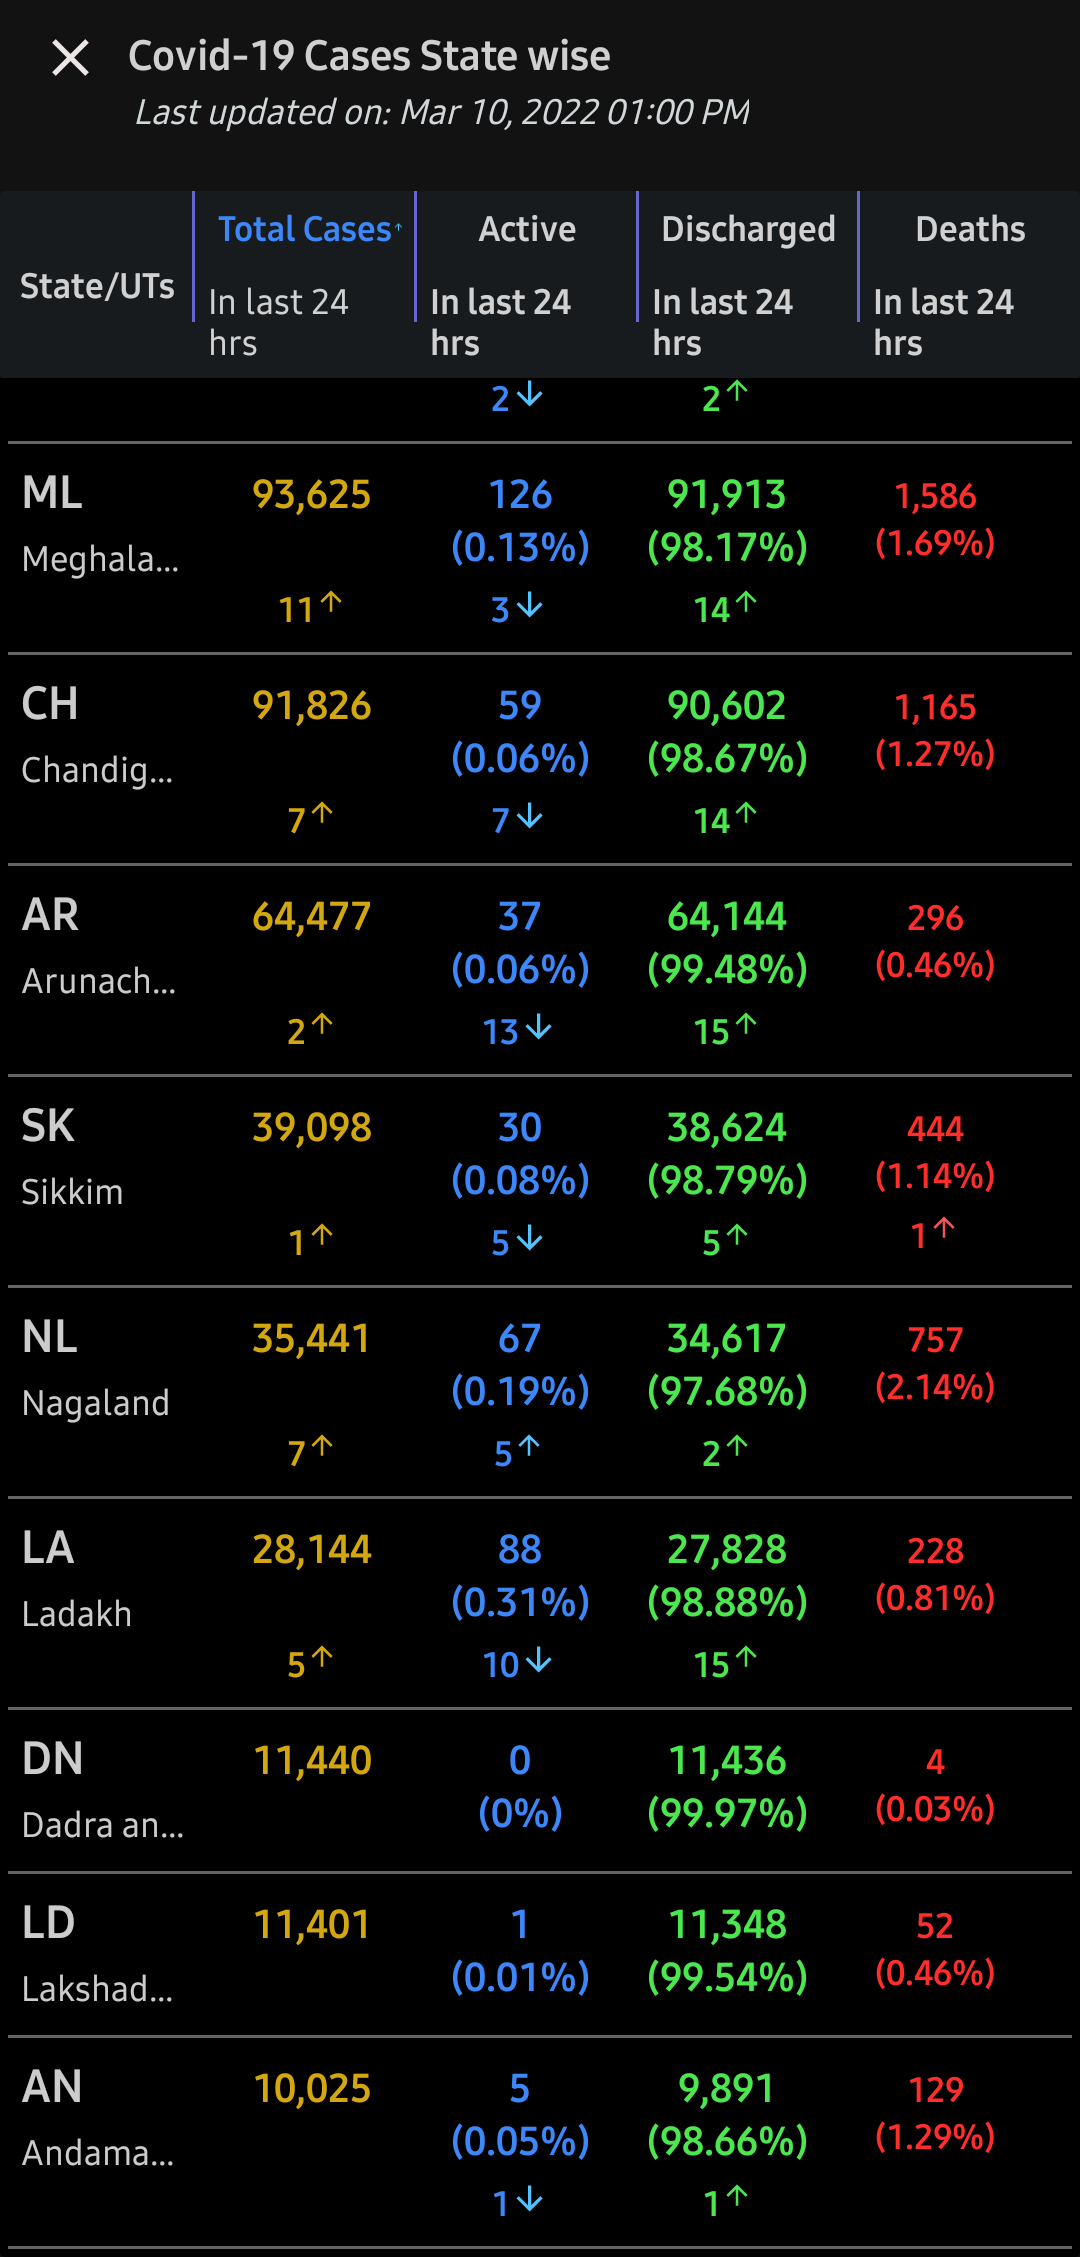 Covid-19 Cases State wise
Last updated on: Mar 10, 2022 01:00 PM
State/UTs
Total Cases↑
In last 24
hrs
Active
In last 24
hrs
Discharged
In last 24
hrs
Deaths
In last 24
hrs
2↓ 2↑
ML 93,625 126 91,913 1,586
Meghala... (0.13%) (98.17%) (1.69%)
11↑ 3↓ 14↑
CH 91,826 59 90,602 1,165
Chandig... (0.06%) (98.67%) (1.27%)
7↑ 7↓ 14↑
AR 64,477 37 64,144 296
Arunach... (0.06%) (99.48%) (0.46%)
2↑ 13↓ 15↑
SK 39,098 30 38,624 444
Sikkim (0.08%) (98.79%) (1.14%)
1↑ 5↓ 5↑ 1↑
NL 35,441 67 34,617 757
Nagaland (0.19%) (97.68%) (2.14%)
7↑ 5↑ 2↑
LA 28,144 88 27,828 228
Ladakh (0.31%) (98.88%) (0.81%)
5↑ 10↓ 15↑
DN 11,440 0 11,436 4
Dadra an... (0%) (99.97%) (0.03%)
LD 11,401 1 11,348 52
Lakshad... (0.01%) (99.54%) (0.46%)
AN 10,025 5 9,891 129
Andama... (0.05%) (98.66%) (1.29%)
1↓ 1↑